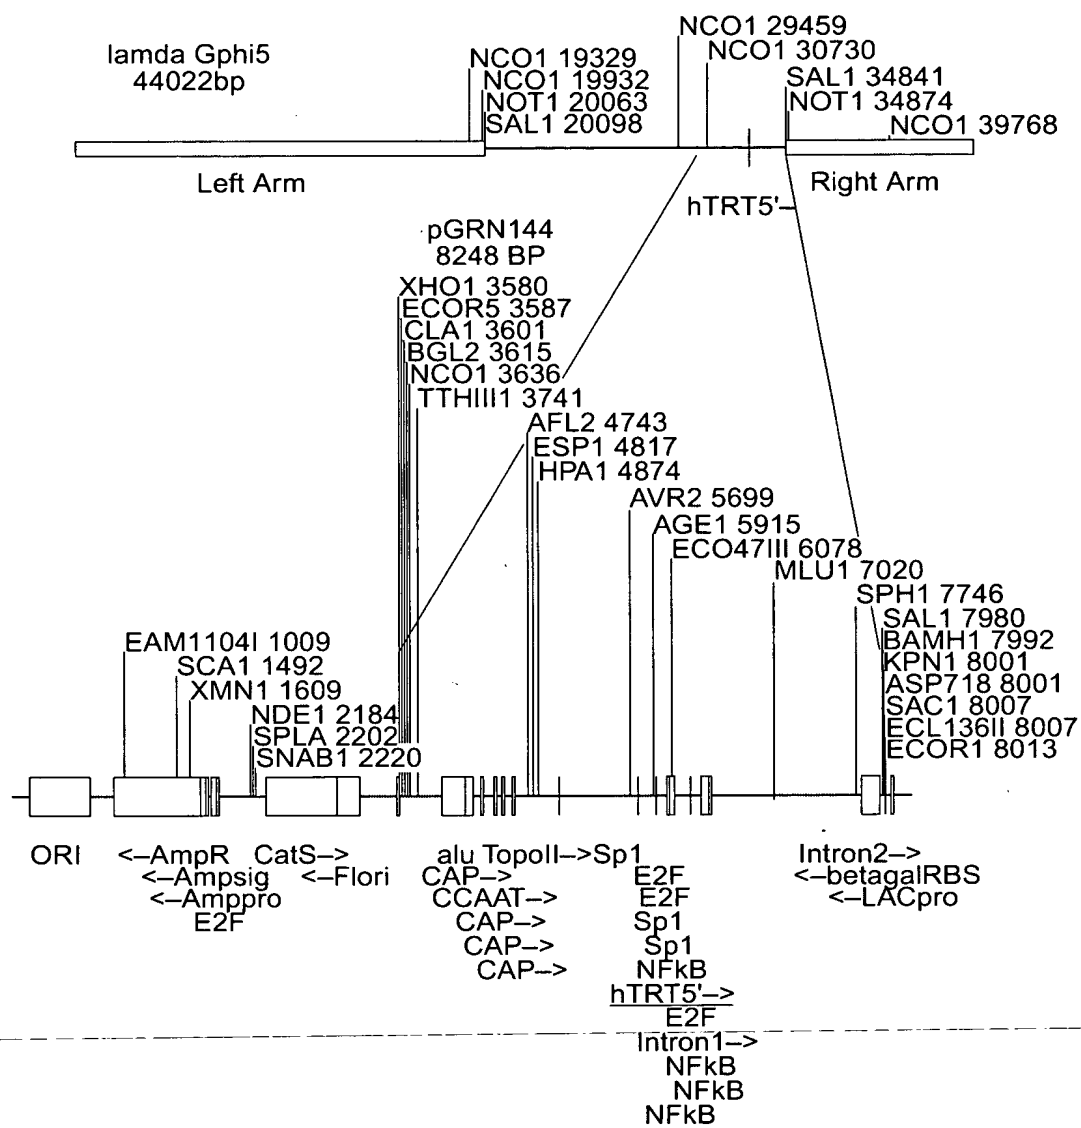 lamda Gphi5
44022bp
NCO1 19329
NCO1 19932
NOT1 20063
SAL1 20098
NCO1 29459
NCO1 30730
SAL1 34841
NOT1 34874
NCO1 39768
Left Arm
Right Arm
hTRT5'–
pGRN144
8248 BP
XHO1 3580
ECOR5 3587
CLA1 3601
BGL2 3615
NCO1 3636
TTHIII1 3741
AFL2 4743
ESP1 4817
HPA1 4874
AVR2 5699
AGE1 5915
ECO47III 6078
MLU1 7020
SPH1 7746
SAL1 7980
BAMH1 7992
KPN1 8001
ASP718 8001
SAC1 8007
ECL136II 8007
ECOR1 8013
EAM1104I 1009
SCA1 1492
XMN1 1609
NDE1 2184
SPLA 2202
SNAB1 2220
ORI <–AmpR CatS–> alu TopoII–>Sp1 Intron2–>
<–Ampsig <–Flori CAP–> E2F <–betagalRBS
<–Amppro CCAAT–> E2F <–LACpro
E2F CAP–> Sp1
CAP–> Sp1
CAP–> NFkB
hTRT5'–>
E2F
Intron1–>
NFkB
NFkB
NFkB